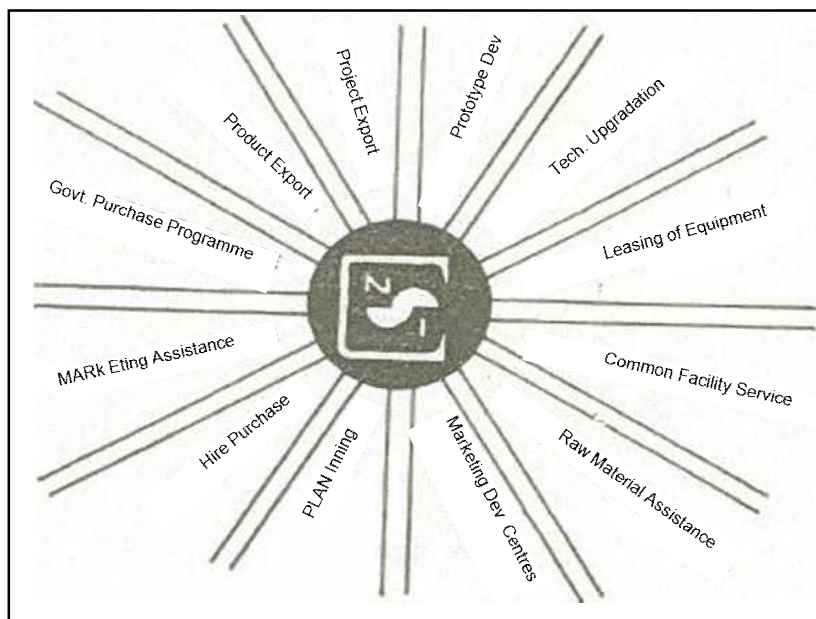 Project Export
Prototype Dev
Tech. Upgradation
Leasing of Equipment
Common Facility Service
Raw Material Assistance
Marketing Dev. Centres
PLAN Inning
Hire Purchase
MARk Eting Assistance
Govt. Purchase Programme
Product Export